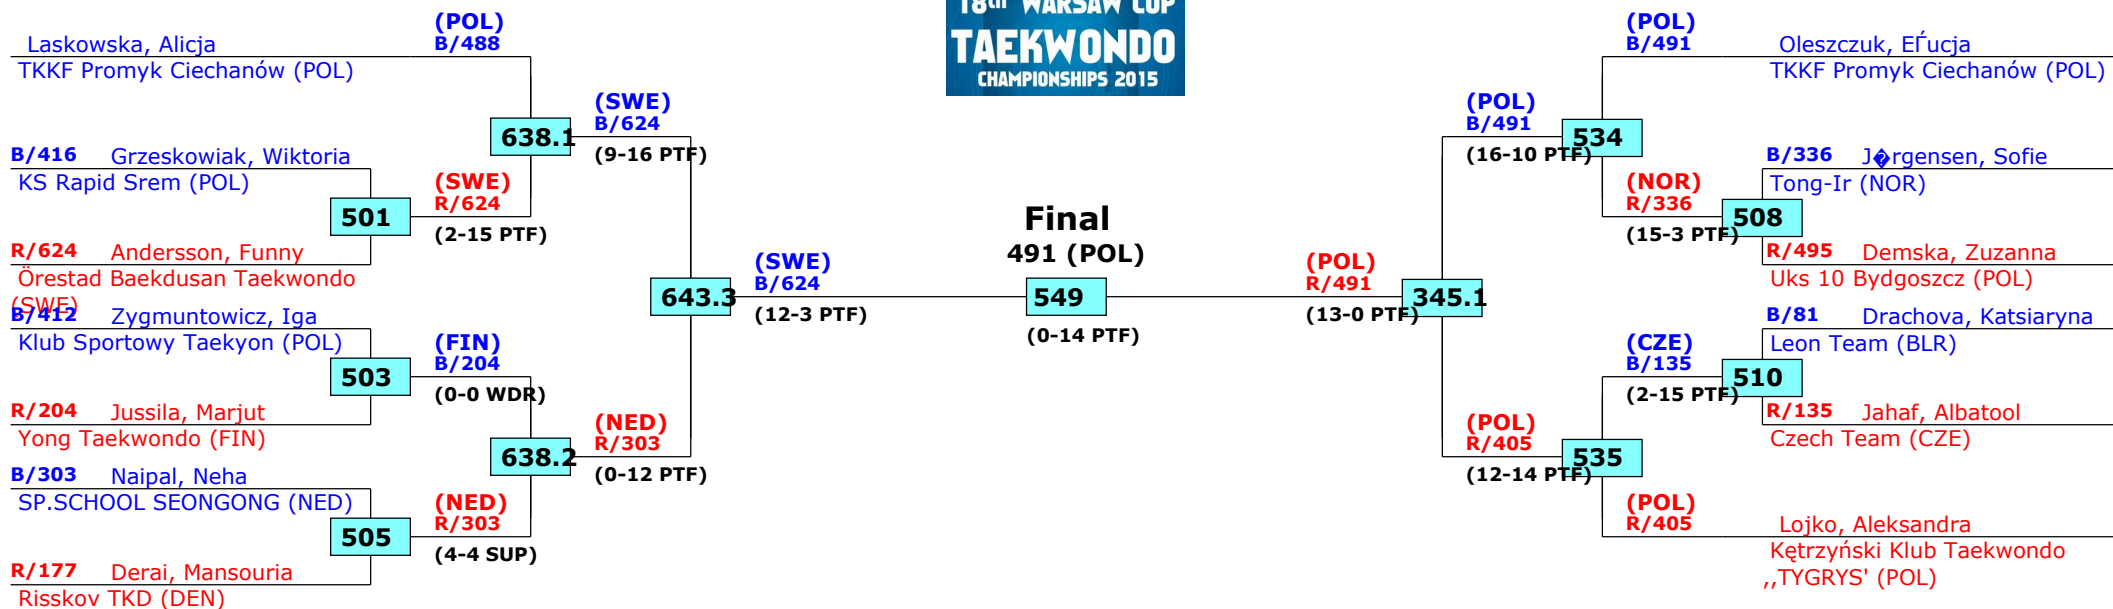 18th WARSAW CUP
TAEKWONDO
CHAMPIONSHIPS 2015
(POL)
B/488
Laskowska, Alicja
TKKF Promyk Ciechanów (POL)
638.1
(SWE)
B/624
(9-16 PTF)
B/416 Grzeskowiak, Wiktoria
KS Rapid Srem (POL)
501
(SWE)
R/624
(2-15 PTF)
R/624 Andersson, Funny
Örestad Baekdusan Taekwondo
(SWE)
643.3
(SWE)
B/624
(12-3 PTF)
B/412 Zygmuntowicz, Iga
Klub Sportowy Taekyon (POL)
503
(FIN)
B/204
(0-0 WDR)
R/204 Jussila, Marjut
Yong Taekwondo (FIN)
638.2
(NED)
R/303
(0-12 PTF)
B/303 Naipal, Neha
SP.SCHOOL SEONGONG (NED)
505
(NED)
R/303
(4-4 SUP)
R/177 Derai, Mansouria
Risskov TKD (DEN)
Final
491 (POL)
549
(0-14 PTF)
(POL)
R/491
(13-0 PTF)
345.1
(POL)
B/491
(16-10 PTF)
534
(POL)
B/491
Oleszczuk, EЃucja
TKKF Promyk Ciechanów (POL)
(NOR)
R/336
(15-3 PTF)
508
B/336 J�rgensen, Sofie
Tong-Ir (NOR)
R/495 Demska, Zuzanna
Uks 10 Bydgoszcz (POL)
(POL)
R/405
(12-14 PTF)
535
(CZE)
B/135
(2-15 PTF)
510
B/81 Drachova, Katsiaryna
Leon Team (BLR)
R/135 Jahaf, Albatool
Czech Team (CZE)
(POL)
R/405
Lojko, Aleksandra
Kętrzyński Klub Taekwondo
,,TYGRYS' (POL)